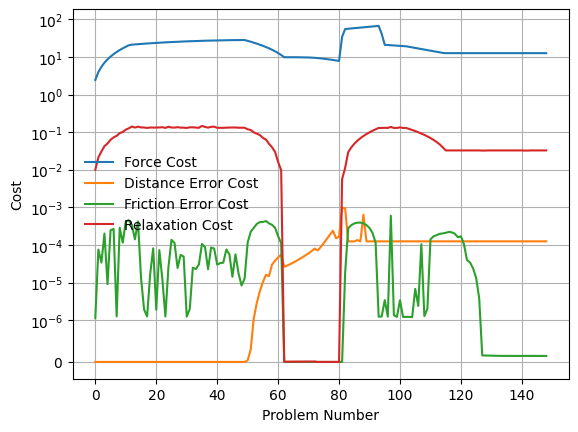 10²
10¹
10⁰
10⁻¹
10⁻²
10⁻³
10⁻⁴
10⁻⁵
10⁻⁶
0
Cost
Force Cost
Distance Error Cost
Friction Error Cost
Relaxation Cost
0 20 40 60 80 100 120 140
Problem Number